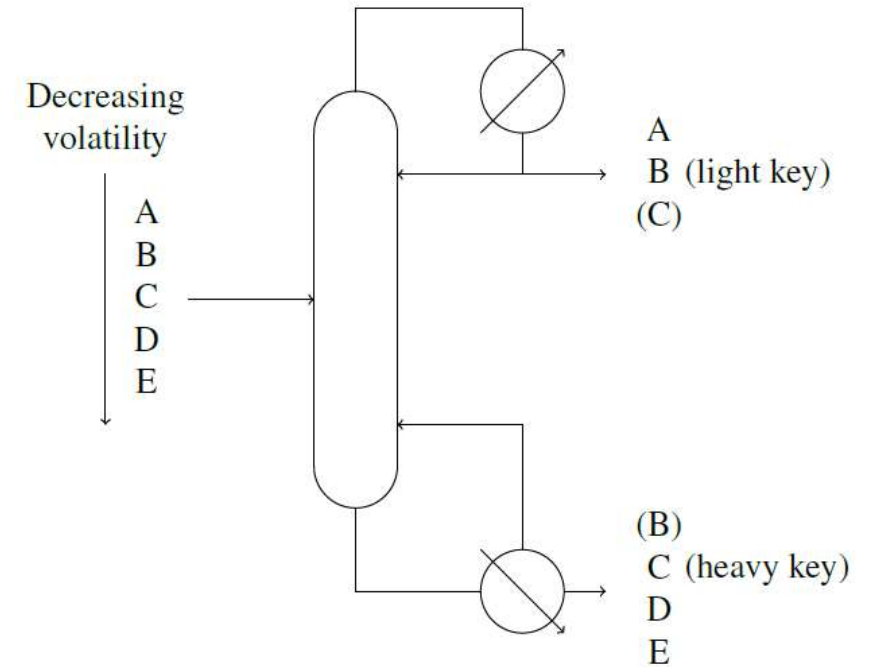 Decreasing
volatility
A
B
C
D
E
A
B (light key)
(C)
(B)
C (heavy key)
D
E